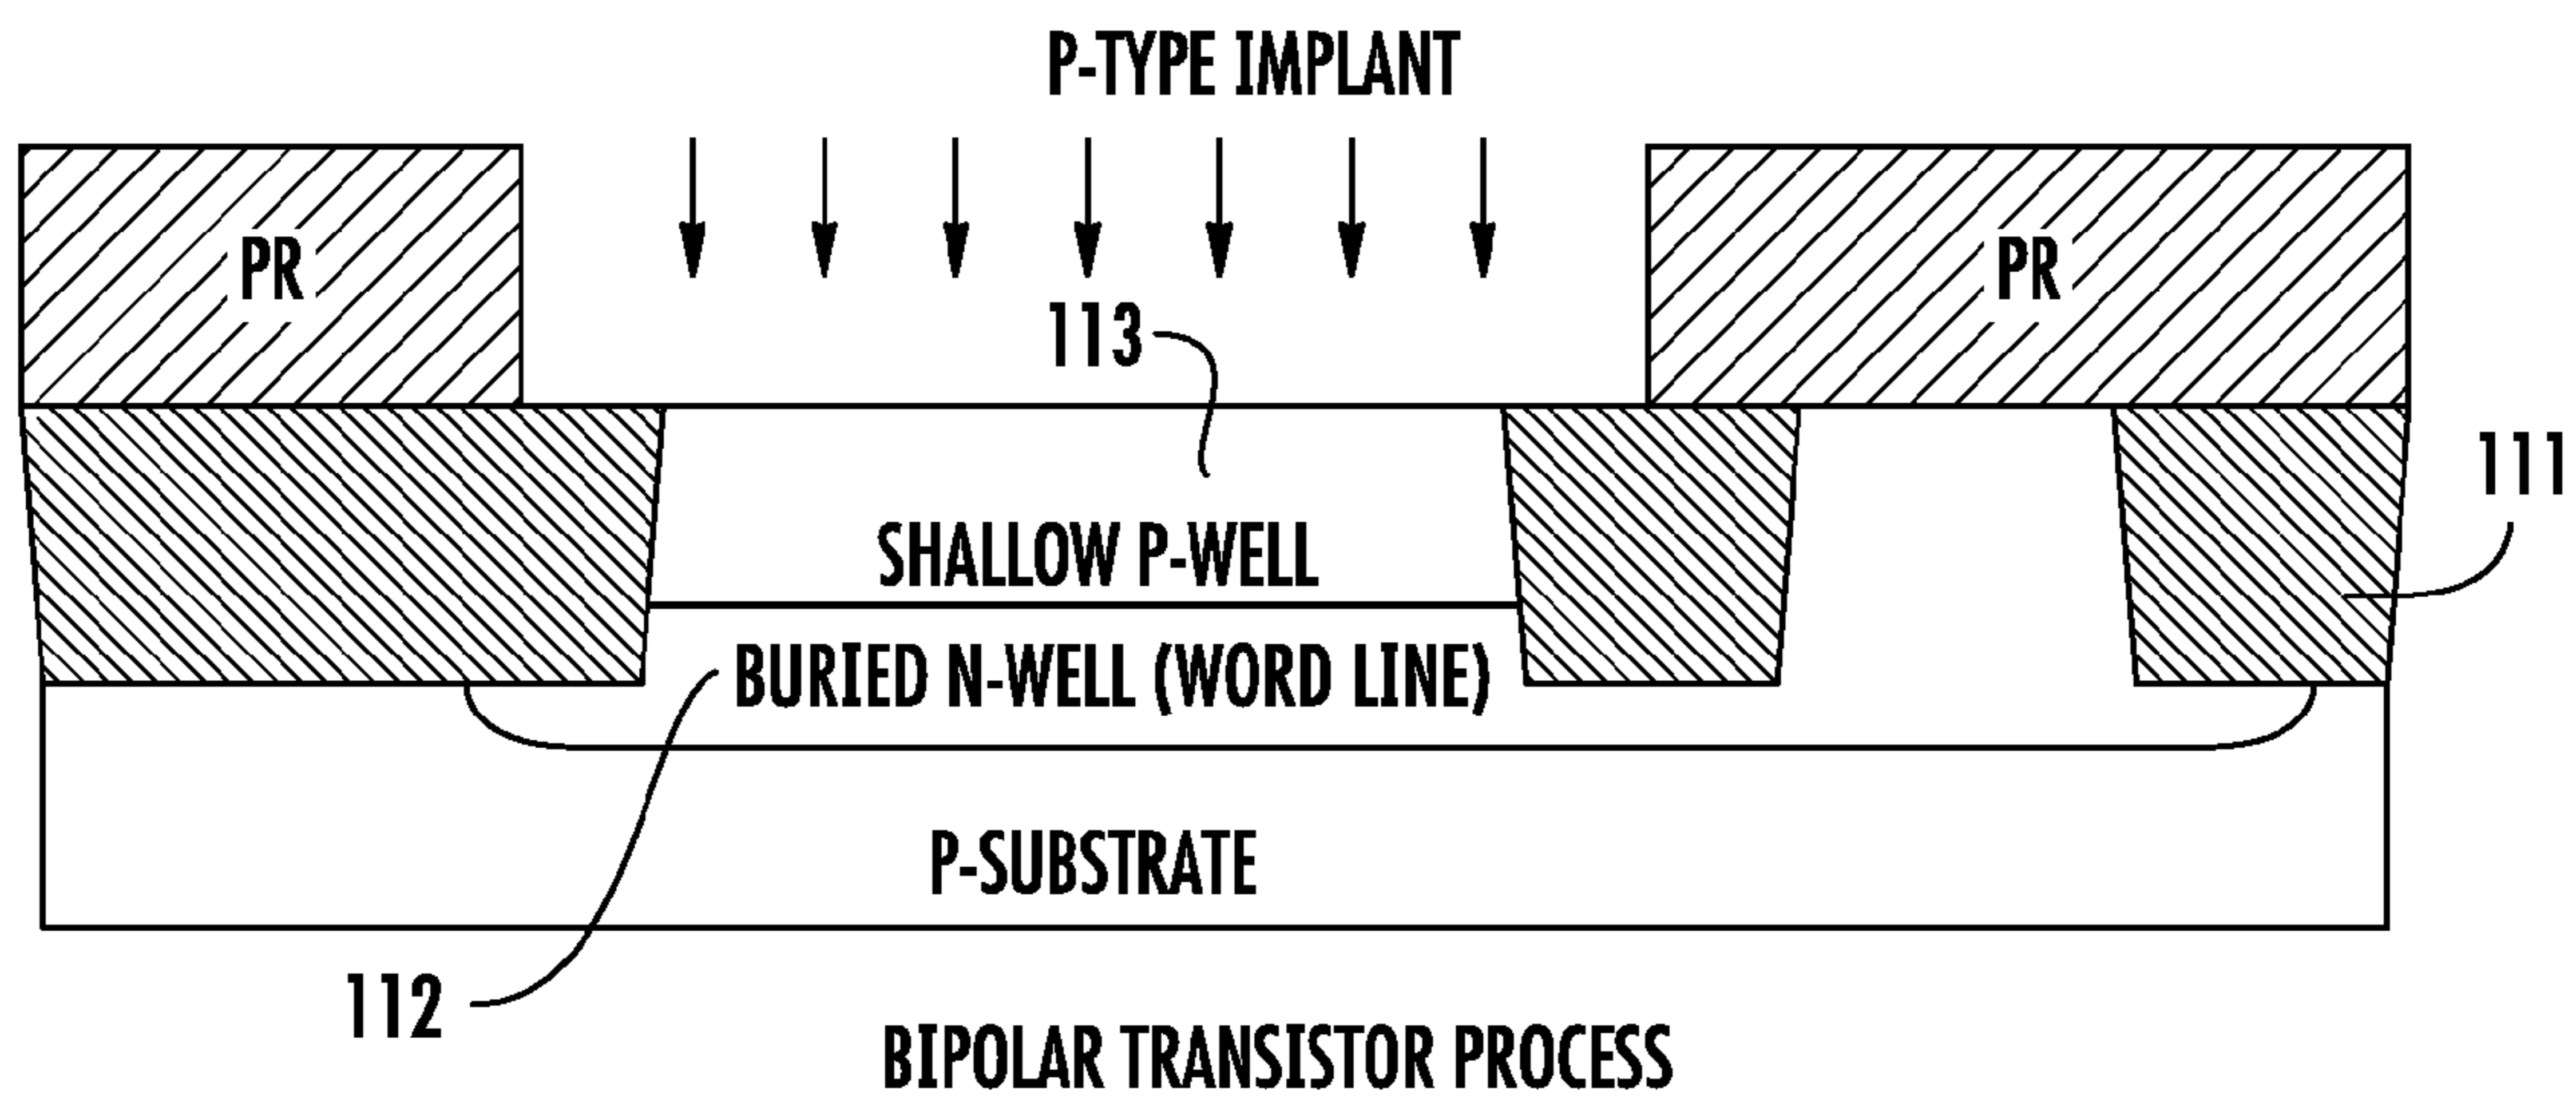 P-TYPE IMPLANT
PR
PR
113
111
SHALLOW P-WELL
BURIED N-WELL (WORD LINE)
P-SUBSTRATE
112
BIPOLAR TRANSISTOR PROCESS